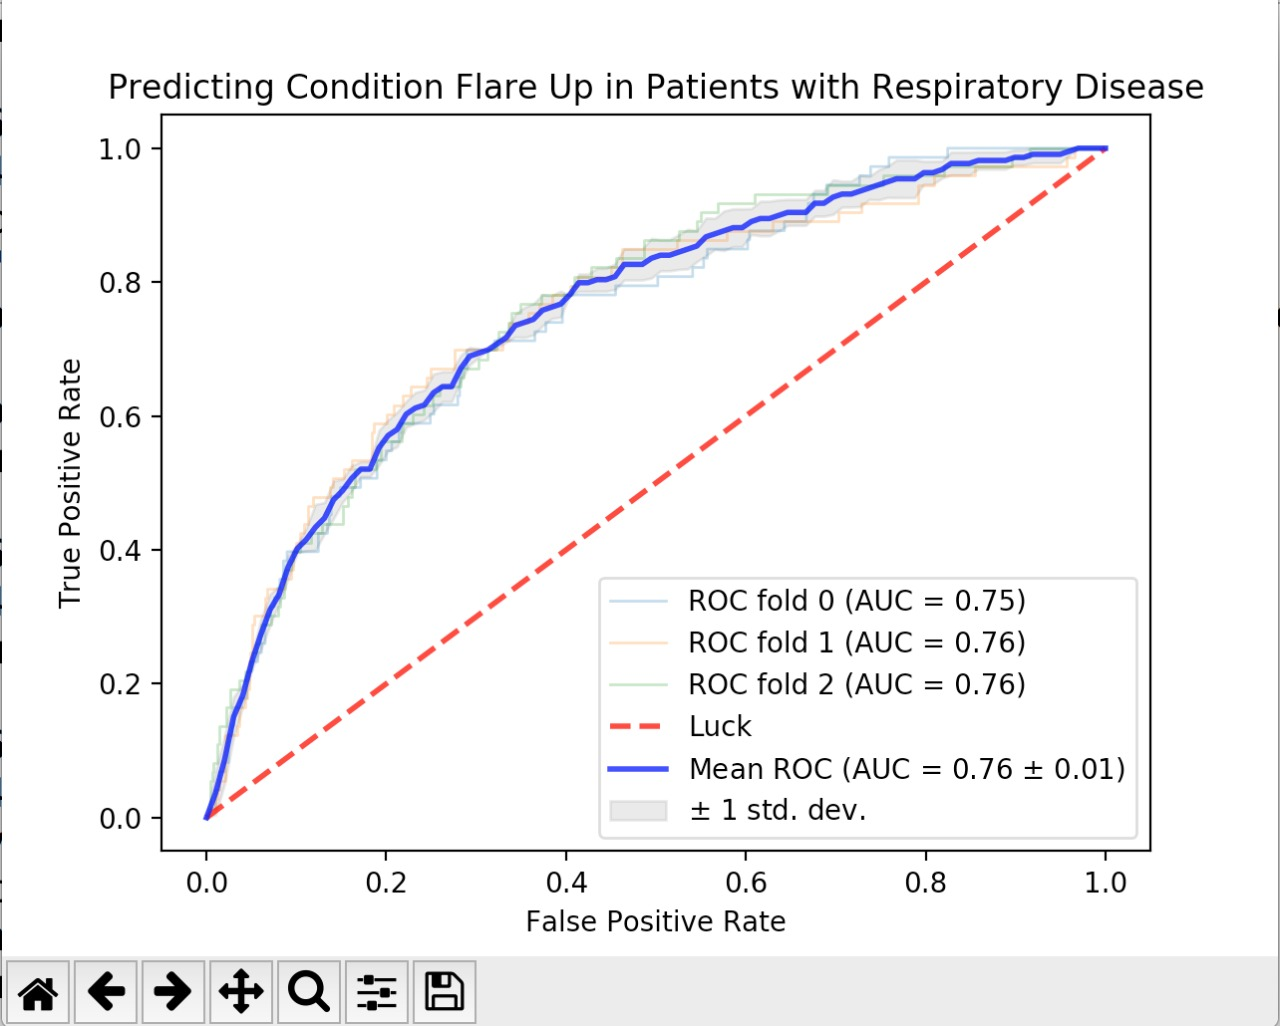 Predicting Condition Flare Up in Patients with Respiratory Disease
1.0
0.8
0.6
0.4
0.2
0.0
True Positive Rate
ROC fold 0 (AUC = 0.75)
ROC fold 1 (AUC = 0.76)
ROC fold 2 (AUC = 0.76)
Luck
Mean ROC (AUC = 0.76 ± 0.01)
± 1 std. dev.
0.0 0.2 0.4 0.6 0.8 1.0
False Positive Rate